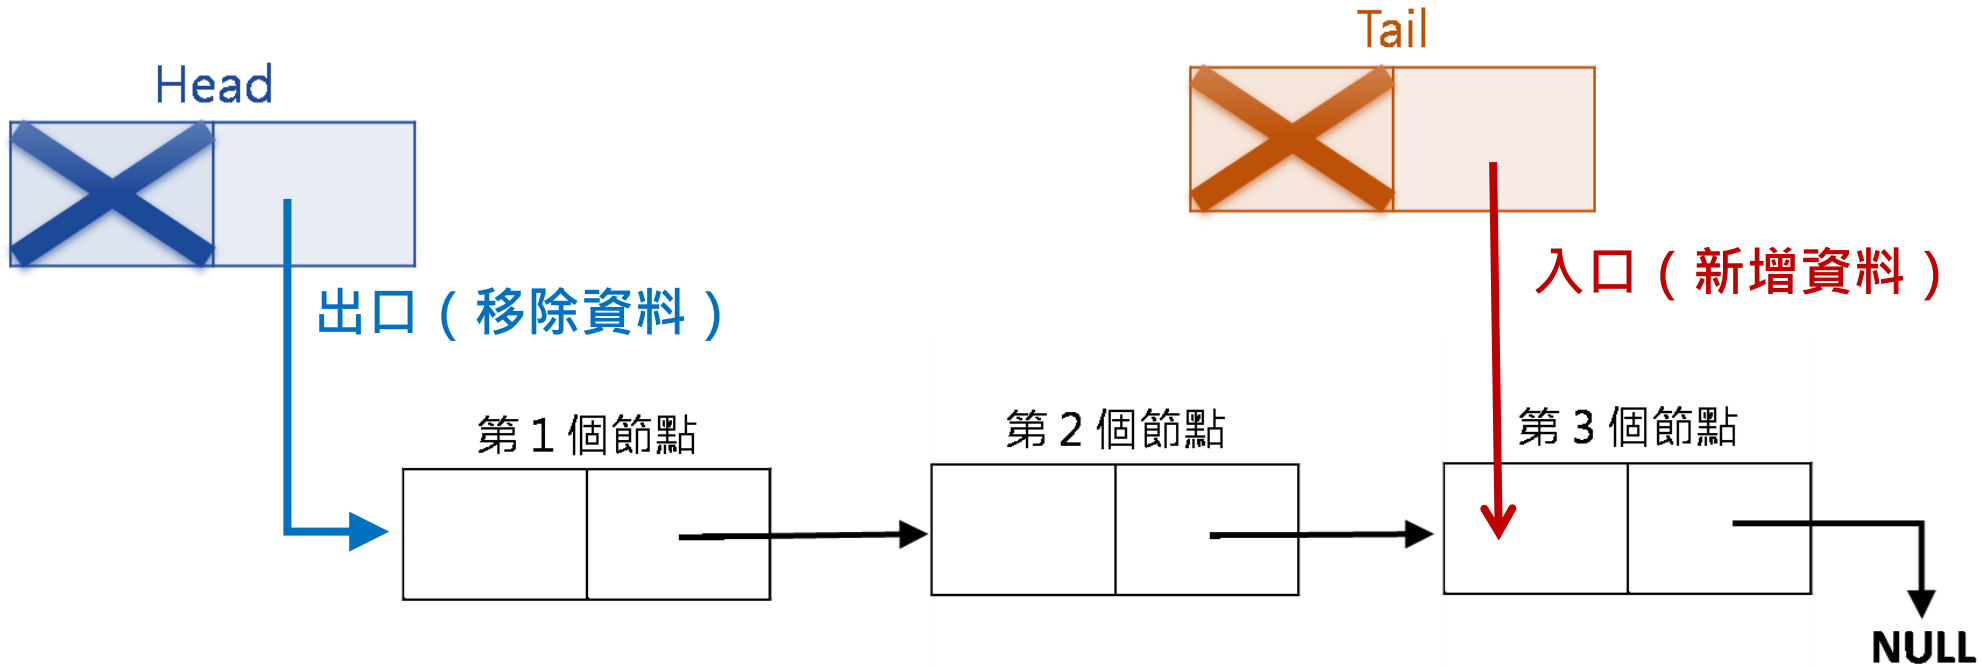 Head
Tail
出口（移除資料）
入口（新增資料）
第 1 個節點
第 2 個節點
第 3 個節點
NULL